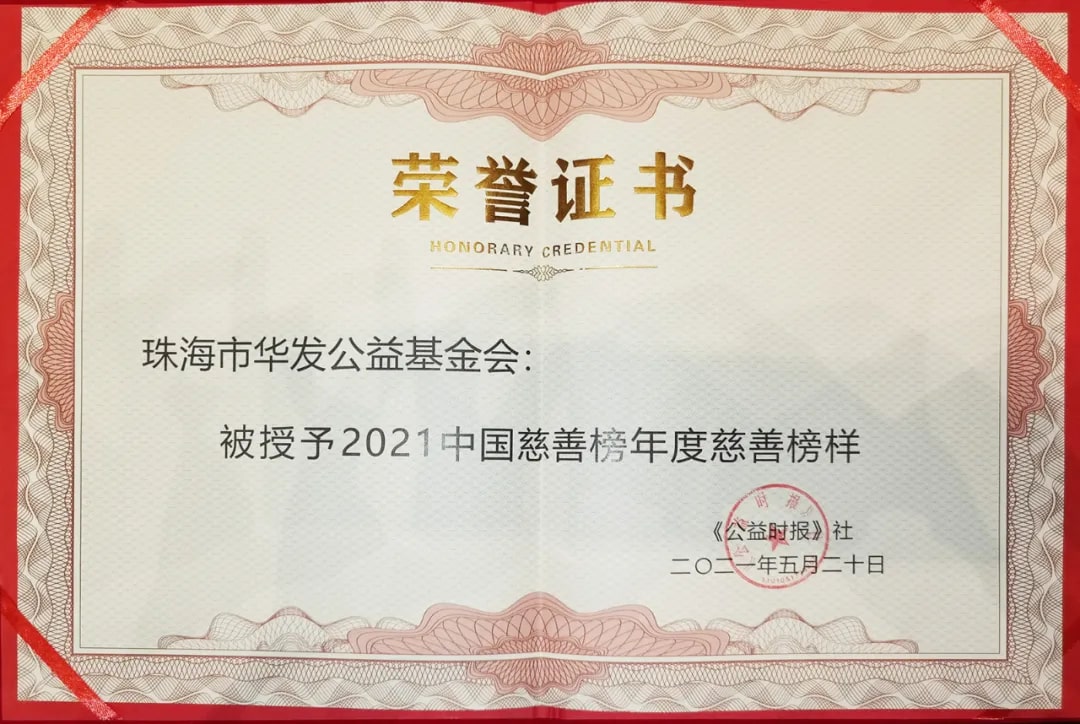 荣誉证书
HONORARY CREDENTIAL
珠海市华发公益基金会：
被授予2021中国慈善榜年度慈善榜样
《公益时报》社
二〇二一年五月二十日